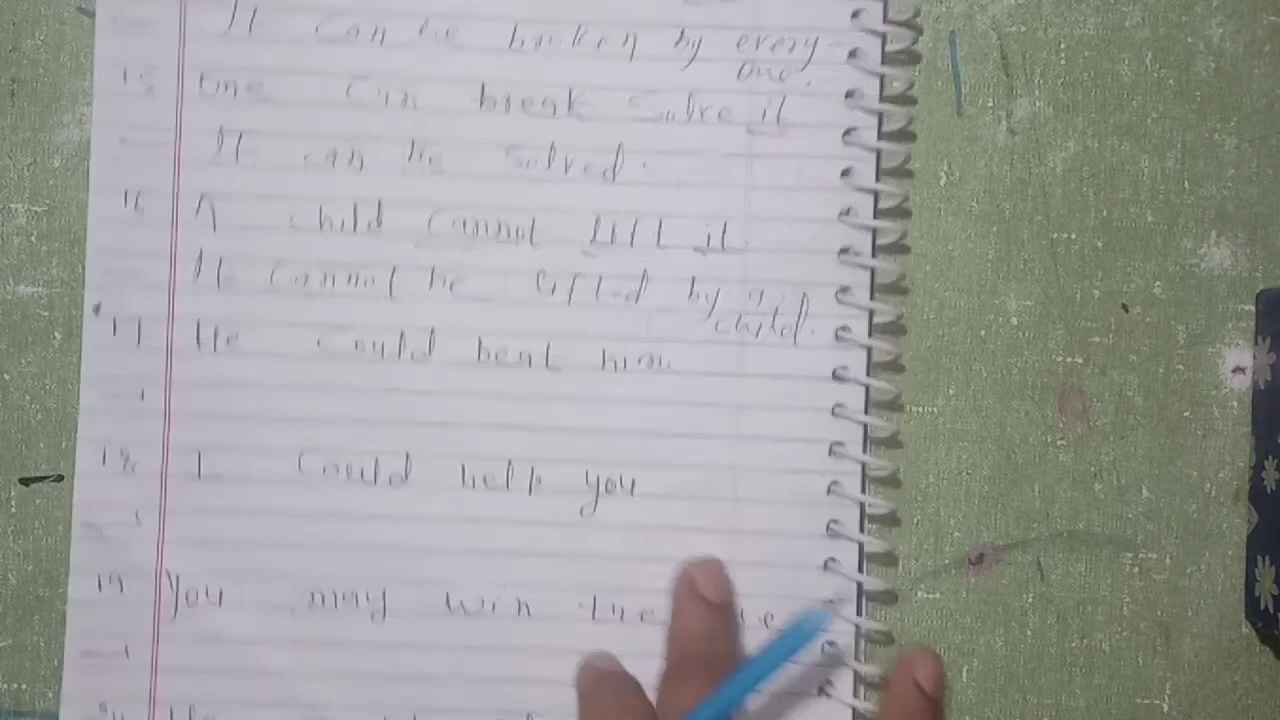 It can be broken by every-
one.
15 One can break solve it
It can be solved.
16 A child cannot lift it
It cannot be lifted by a
child.
17 He could beat him
18 I could help you
19 You may win the